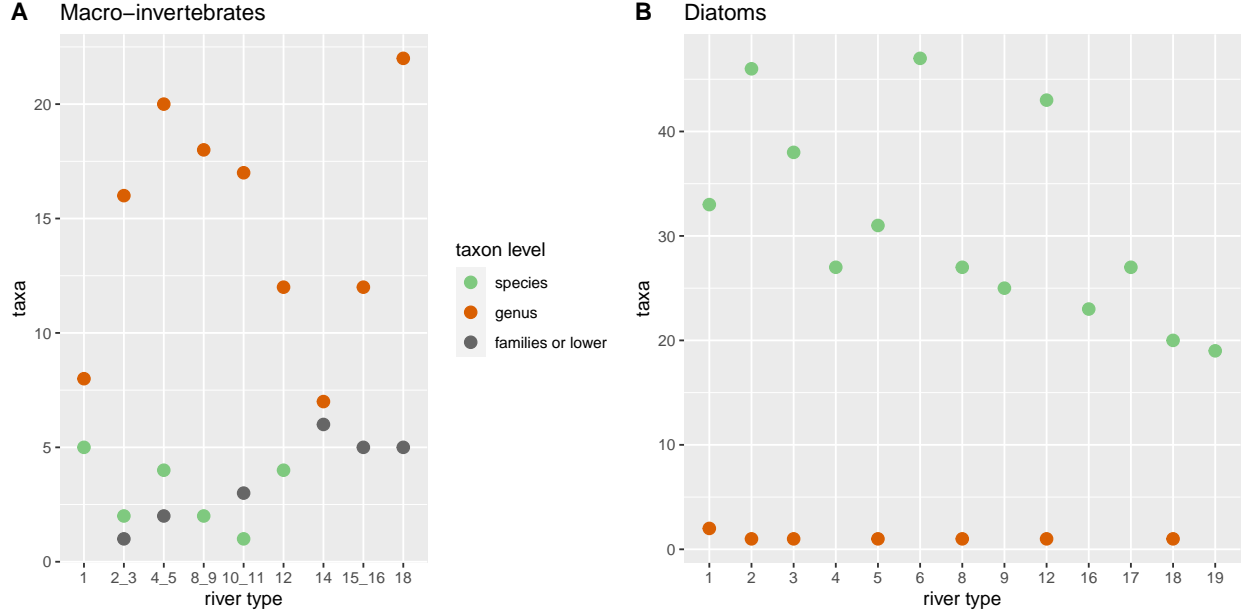 A Macro−invertebrates
taxa
20
15
10
5
0
1 2_3 4_5 8_9 10_11 12 14 15_16 18
river type
taxon level
species
genus
families or lower
B Diatoms
taxa
40
30
20
10
0
1 2 3 4 5 6 8 9 12 16 17 18 19
river type